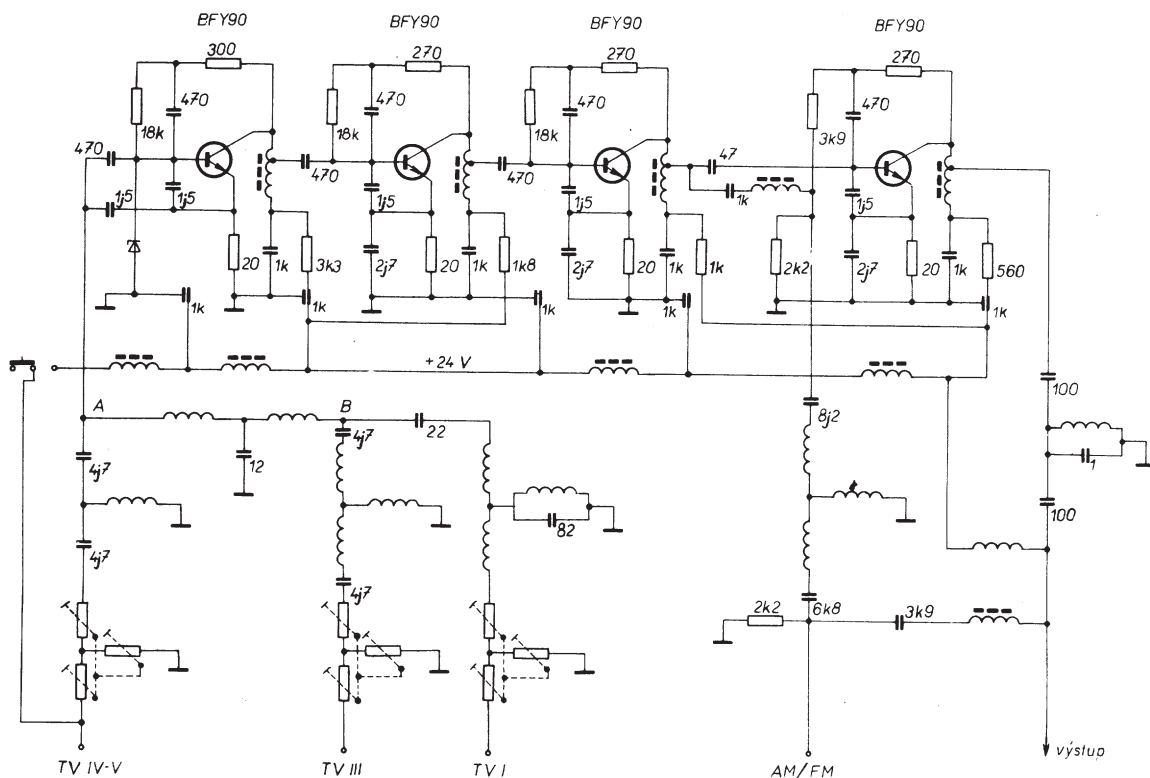 BFY90 BFY90 BFY90 BFY90
300 270 270 270
470 470 470 470
18k 18k 18k 3k9
470 470 470 47
1j5 1j5 1j5 1j5 1k 1j5
20 1k 3k3 2j7 20 1k 1k8 2j7 20 1k 1k 2k2 2j7 20 1k 560
1k 1k 1k 1k 1k
+24 V
100
A B
8j2
4j7 22
4j7 12 1
4j7 82 100
4j7
2k2 6k8 3k9
TV IV-V TV III TV I AM/FM výstup